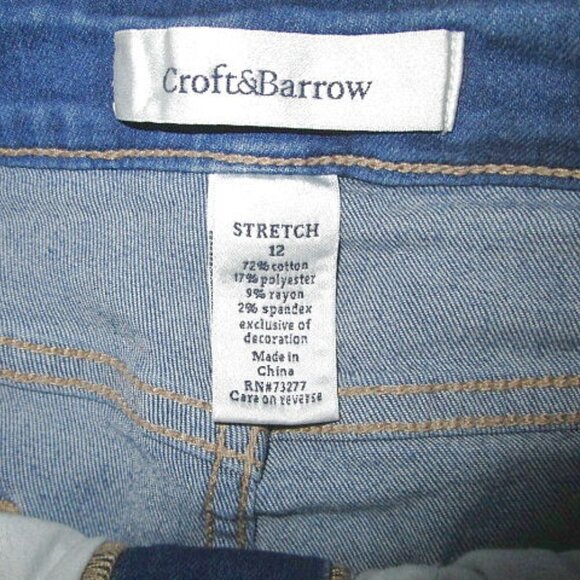 Croft&Barrow
STRETCH
12
72% cotton
17% polyester
9% rayon
2% spandex
exclusive of
decoration
Made in
China
RN#73277
Care on reverse